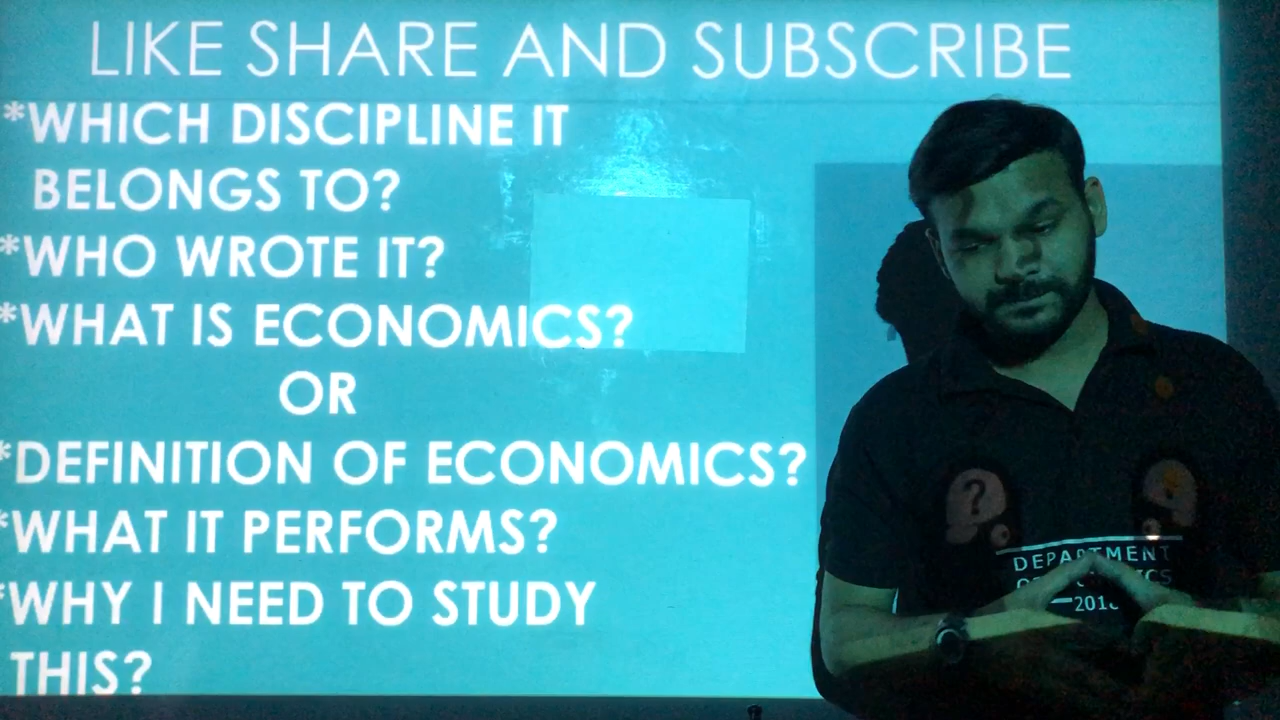 LIKE SHARE AND SUBSCRIBE
*WHICH DISCIPLINE IT
BELONGS TO?
*WHO WROTE IT?
*WHAT IS ECONOMICS?
OR
*DEFINITION OF ECONOMICS?
*WHAT IT PERFORMS?
*WHY I NEED TO STUDY
THIS?
?
DEPARTMENT